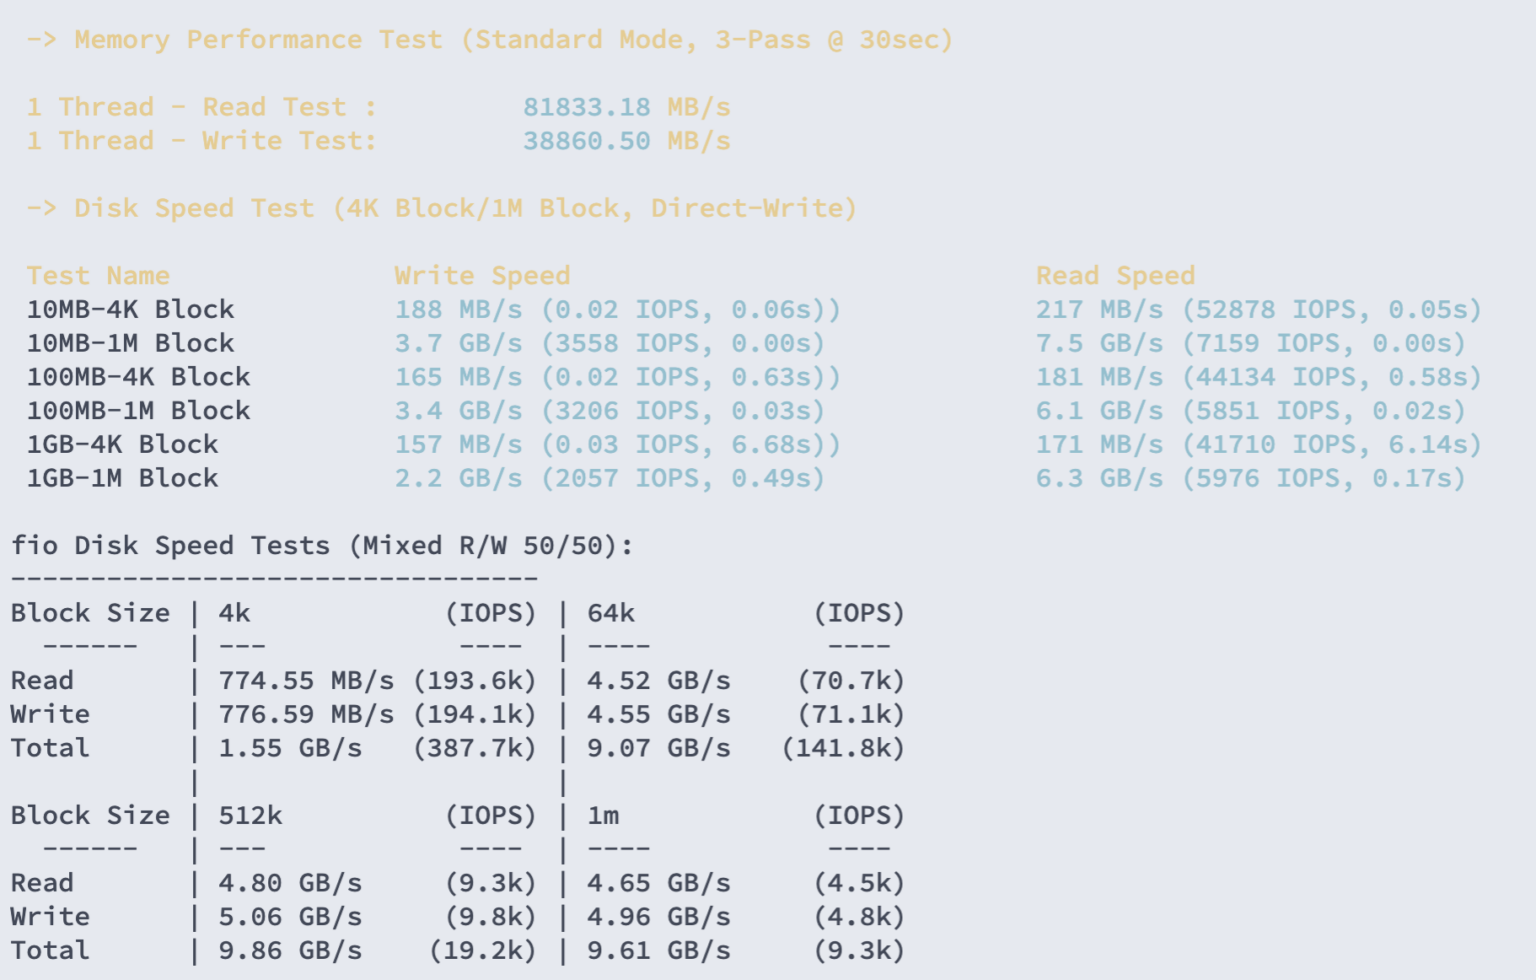 -> Memory Performance Test (Standard Mode, 3-Pass @ 30sec)
1 Thread - Read Test : 81833.18 MB/s
1 Thread - Write Test: 38860.50 MB/s
-> Disk Speed Test (4K Block/1M Block, Direct-Write)
Test Name Write Speed Read Speed
10MB-4K Block 188 MB/s (0.02 IOPS, 0.06s)) 217 MB/s (52878 IOPS, 0.05s)
10MB-1M Block 3.7 GB/s (3558 IOPS, 0.00s) 7.5 GB/s (7159 IOPS, 0.00s)
100MB-4K Block 165 MB/s (0.02 IOPS, 0.63s)) 181 MB/s (44134 IOPS, 0.58s)
100MB-1M Block 3.4 GB/s (3206 IOPS, 0.03s) 6.1 GB/s (5851 IOPS, 0.02s)
1GB-4K Block 157 MB/s (0.03 IOPS, 6.68s)) 171 MB/s (41710 IOPS, 6.14s)
1GB-1M Block 2.2 GB/s (2057 IOPS, 0.49s) 6.3 GB/s (5976 IOPS, 0.17s)
fio Disk Speed Tests (Mixed R/W 50/50):
---------------------------------
Block Size | 4k (IOPS) | 64k (IOPS)
------ | --- ---- | ---- ----
Read | 774.55 MB/s (193.6k) | 4.52 GB/s (70.7k)
Write | 776.59 MB/s (194.1k) | 4.55 GB/s (71.1k)
Total | 1.55 GB/s (387.7k) | 9.07 GB/s (141.8k)
| |
Block Size | 512k (IOPS) | 1m (IOPS)
------ | --- ---- | ---- ----
Read | 4.80 GB/s (9.3k) | 4.65 GB/s (4.5k)
Write | 5.06 GB/s (9.8k) | 4.96 GB/s (4.8k)
Total | 9.86 GB/s (19.2k) | 9.61 GB/s (9.3k)